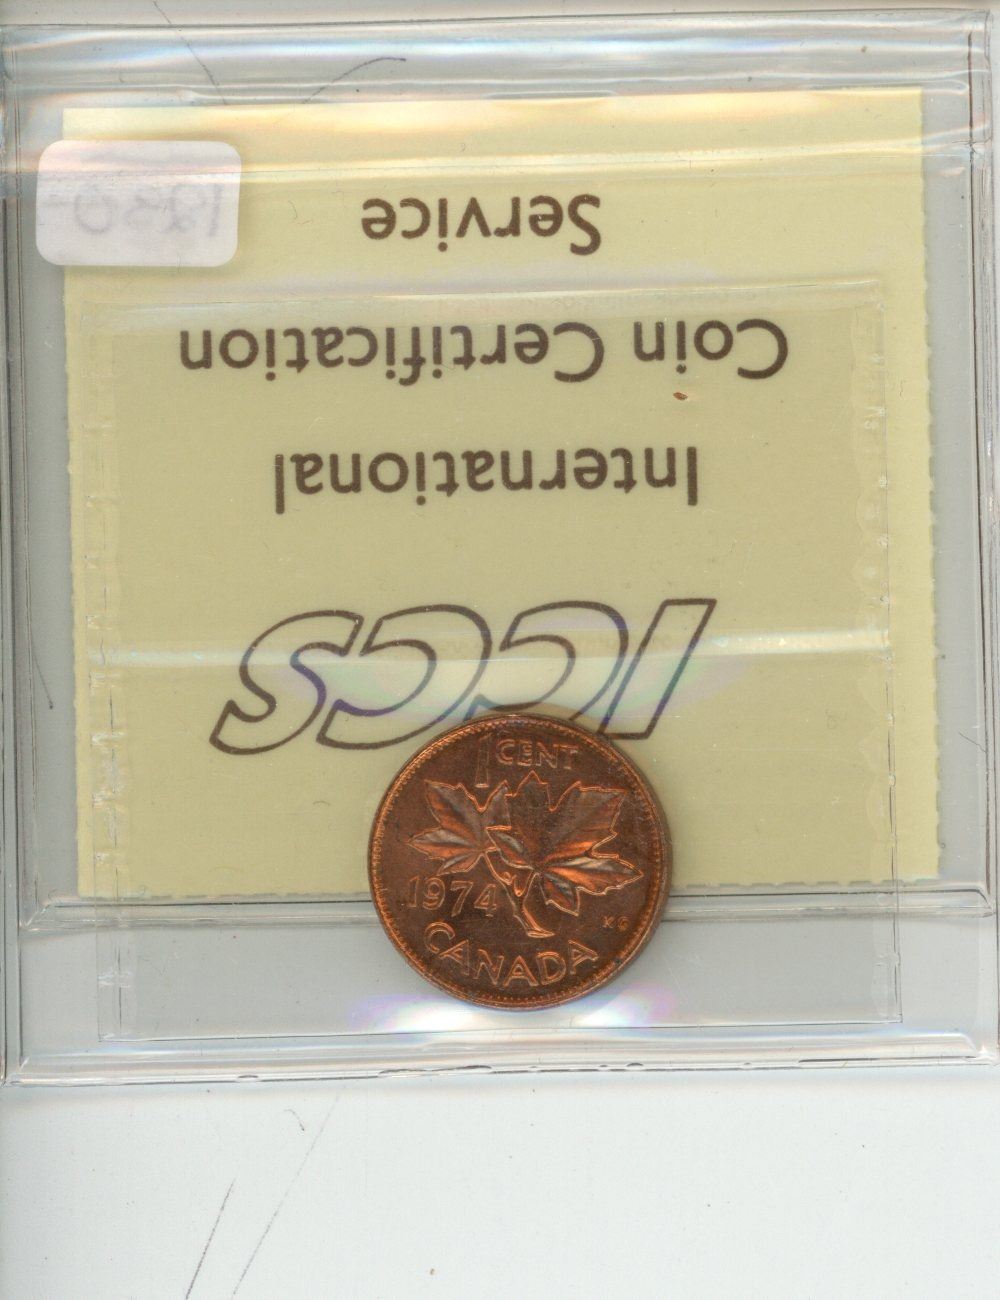 ICCS
International
Coin Certification
Service
1 CENT
1974
KG
CANADA